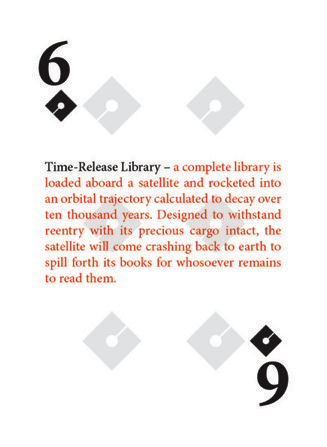 6
Time-Release Library – a complete library is
loaded aboard a satellite and rocketed into
an orbital trajectory calculated to decay over
ten thousand years. Designed to withstand
reentry with its precious cargo intact, the
satellite will come crashing back to earth to
spill forth its books for whosoever remains
to read them.
6